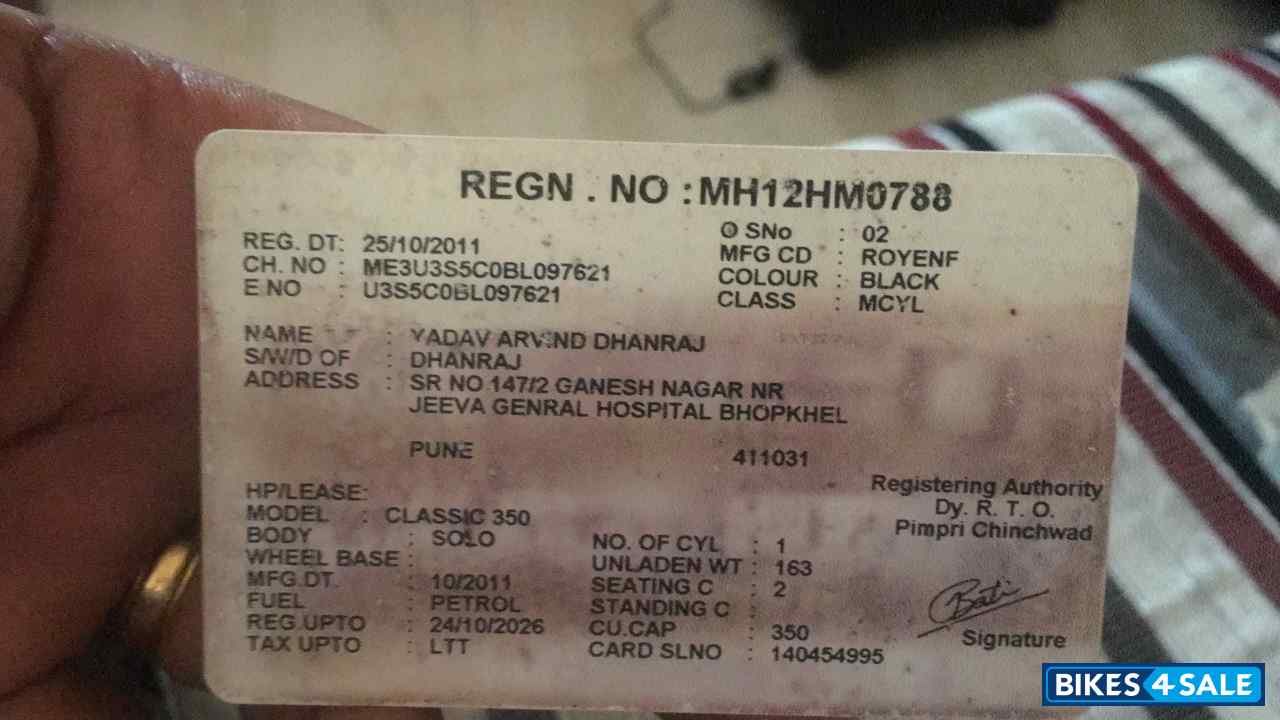 REGN . NO : MH12HM0788
REG. DT: 25/10/2011
O SNo : 02
CH. NO : ME3U3S5C0BL097621
MFG CD : ROYENF
E NO : U3S5C0BL097621
COLOUR : BLACK
CLASS : MCYL
NAME : YADAV ARVIND DHANRAJ
S/W/D OF : DHANRAJ
ADDRESS : SR NO 147/2 GANESH NAGAR NR
JEEVA GENRAL HOSPITAL BHOPKHEL
PUNE 411031
Registering Authority
Dy. R. T. O.
Pimpri Chinchwad
HP/LEASE:
MODEL : CLASSIC 350
BODY : SOLO
WHEEL BASE :
MFG.DT. : 10/2011
FUEL : PETROL
REG.UPTO : 24/10/2026
TAX UPTO : LTT
NO. OF CYL : 1
UNLADEN WT : 163
SEATING C : 2
STANDING C :
CU.CAP : 350
CARD SLNO : 140454995
Bati
Signature
BIKES4SALE